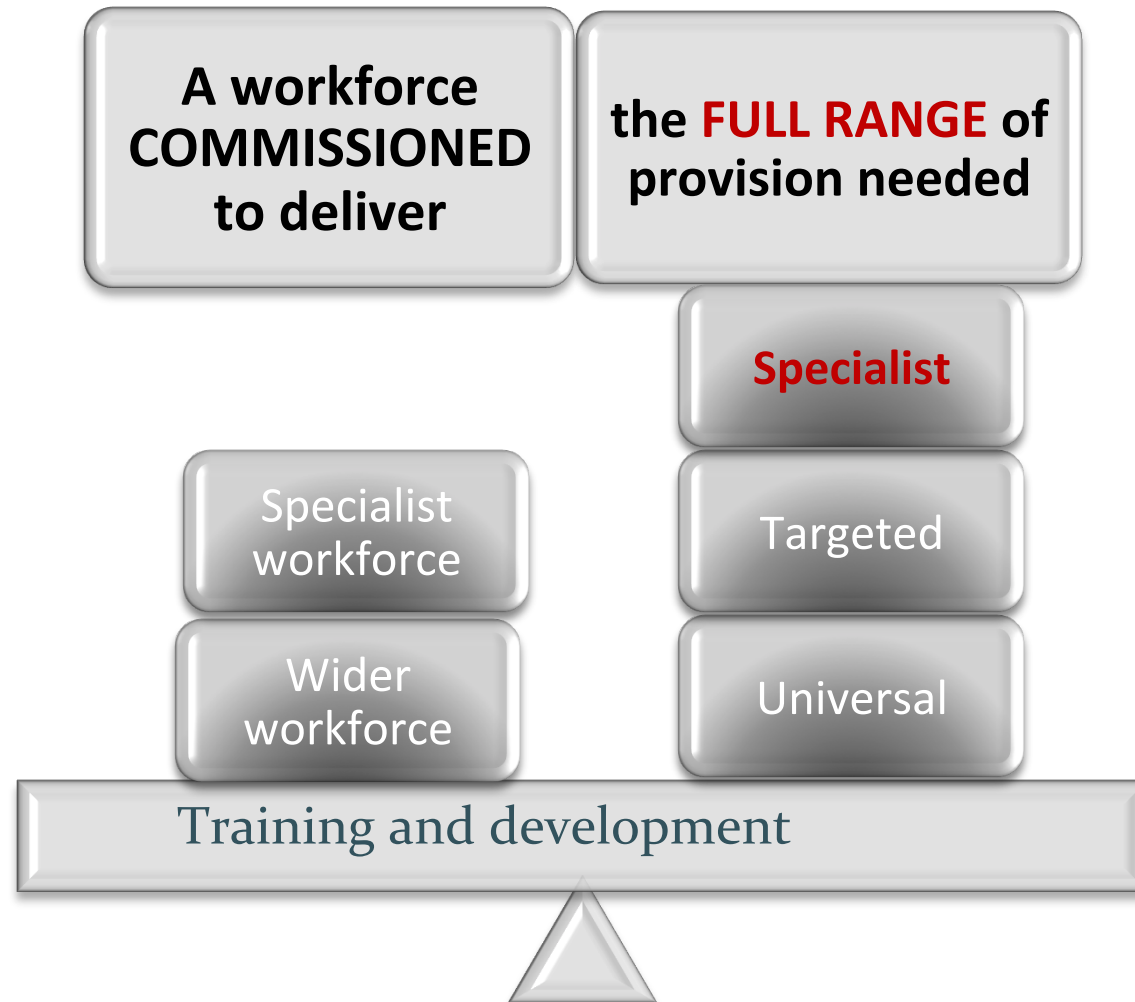 A workforce
COMMISSIONED
to deliver
the FULL RANGE of
provision needed
Specialist
Specialist
workforce
Targeted
Wider
workforce
Universal
Training and development